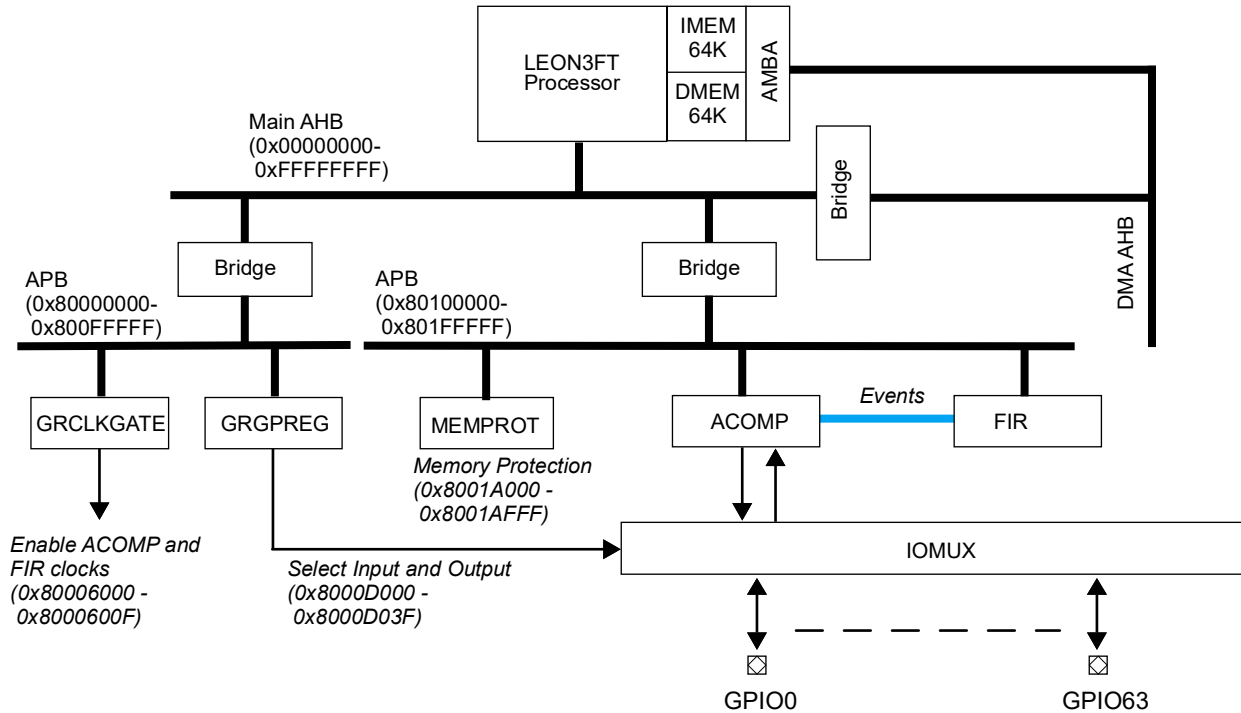 LEON3FT
Processor
IMEM
64K
DMEM
64K
AMBA
Main AHB
(0x00000000-
0xFFFFFFFF)
Bridge
Bridge
Bridge
DMA AHB
APB
(0x80000000-
0x800FFFFF)
APB
(0x80100000-
0x801FFFFF)
GRCLKGATE
GRGPREG
MEMPROT
ACOMP
Events
FIR
Memory Protection
(0x8001A000 -
0x8001AFFF)
Enable ACOMP and
FIR clocks
(0x80006000 -
0x8000600F)
Select Input and Output
(0x8000D000 -
0x8000D03F)
IOMUX
GPIO0
GPIO63